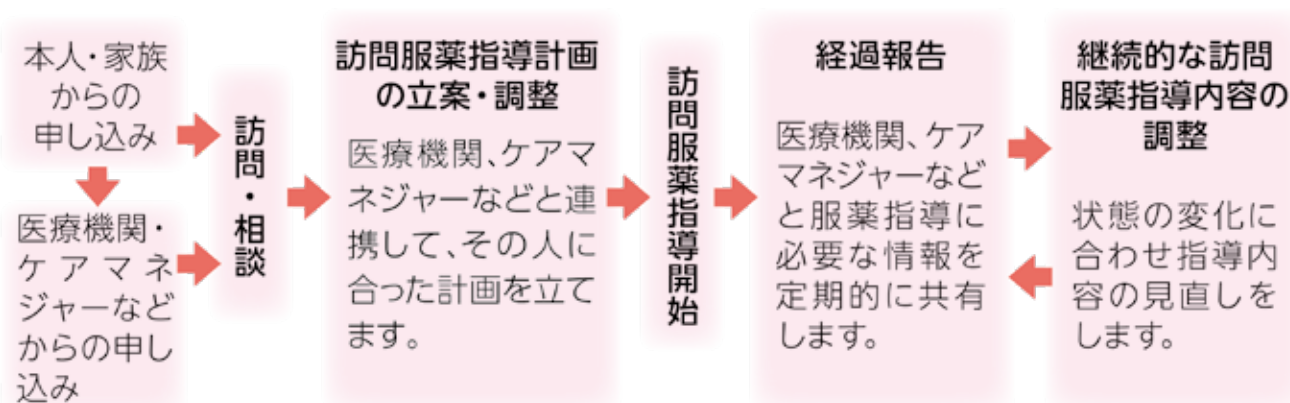 本人・家族
からの
申し込み
医療機関・
ケアマネ
ジャーなど
からの申し
込み
訪問・相談
訪問服薬指導計画
の立案・調整
医療機関、ケアマ
ネジャーなどと連
携して、その人に
合った計画を立て
ます。
訪問服薬指導開始
経過報告
医療機関、ケア
マネジャーなど
と服薬指導に
必要な情報を
定期的に共有
します。
継続的な訪問
服薬指導内容の
調整
状態の変化に
合わせ指導内
容の見直しを
します。